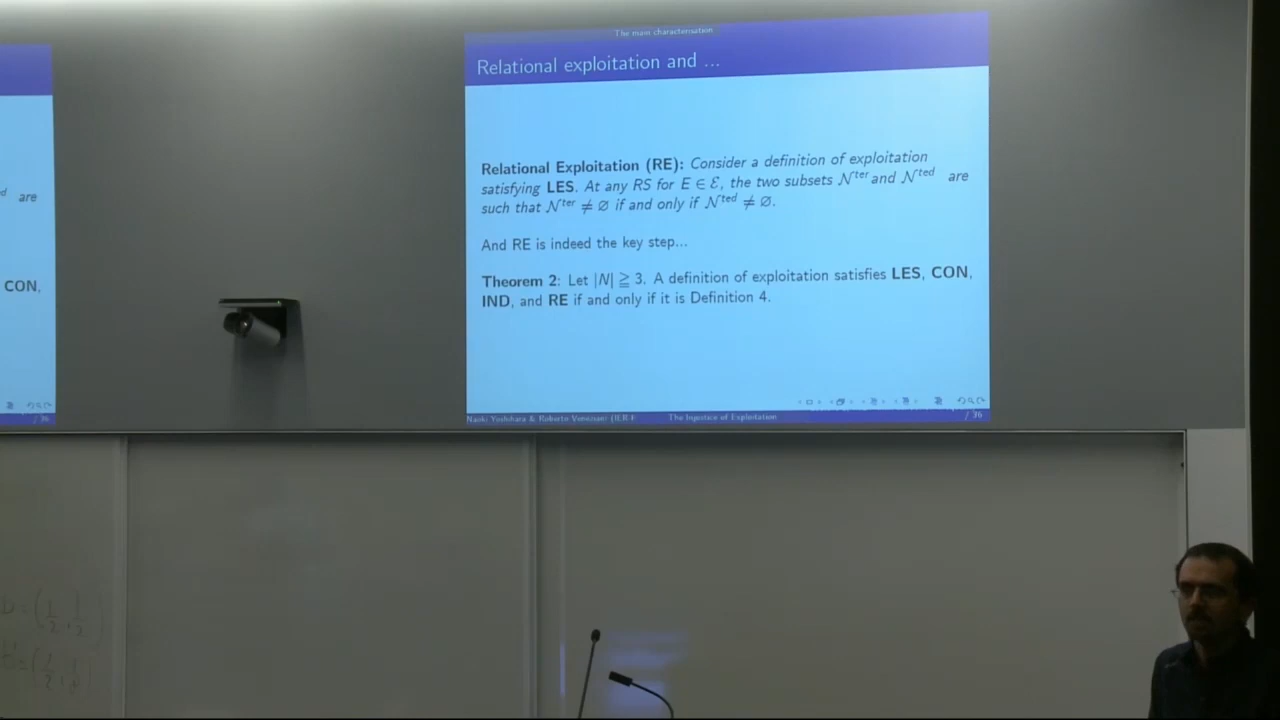 The main characterisation
Relational exploitation and ...
Relational Exploitation (RE): Consider a definition of exploitation
satisfying LES. At any RS for E ∈ ℰ, the two subsets 𝒩^ter and 𝒩^ted are
such that 𝒩^ter ≠ ∅ if and only if 𝒩^ted ≠ ∅.
And RE is indeed the key step...
Theorem 2: Let |N| ≧ 3. A definition of exploitation satisfies LES, CON,
IND, and RE if and only if it is Definition 4.
Naoki Yoshihara & Roberto Veneziani (IER The Injustice of Exploitation
/ 36
d are
CON,
/ 36